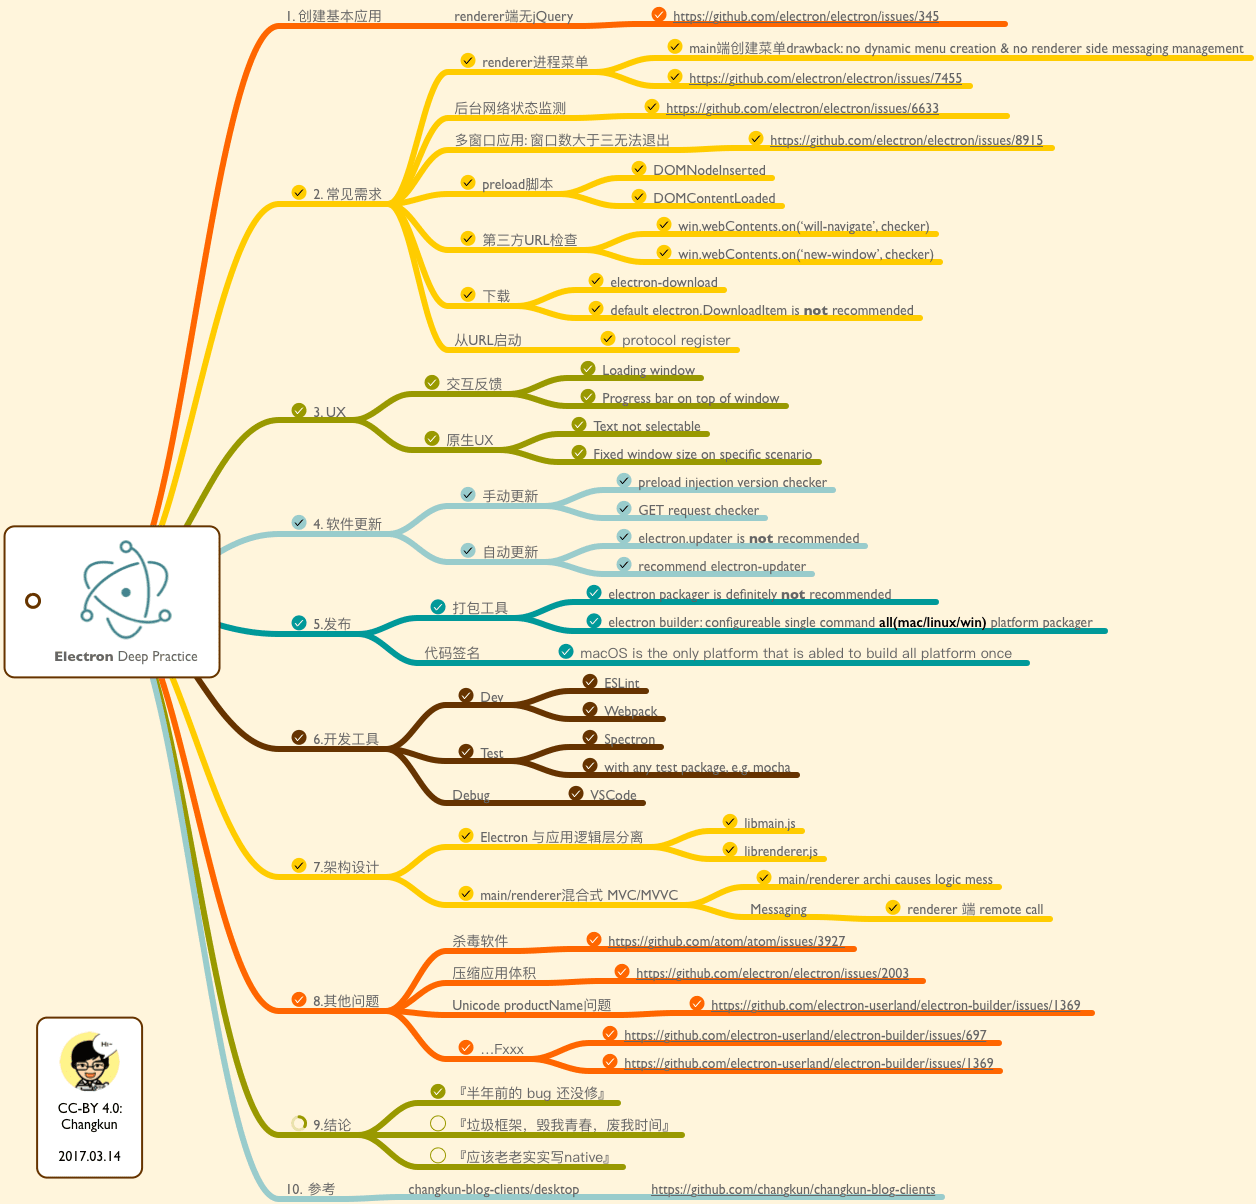 1. 创建基本应用
renderer端无jQuery
https://github.com/electron/electron/issues/345
2. 常见需求
renderer进程菜单
main端创建菜单drawback: no dynamic menu creation & no renderer side messaging management
https://github.com/electron/electron/issues/7455
后台网络状态监测
https://github.com/electron/electron/issues/6633
多窗口应用: 窗口数大于三无法退出
https://github.com/electron/electron/issues/8915
preload脚本
DOMNodeInserted
DOMContentLoaded
第三方URL检查
win.webContents.on(‘will-navigate’, checker)
win.webContents.on(‘new-window’, checker)
下载
electron-download
default electron.DownloadItem is not recommended
从URL启动
protocol register
3. UX
交互反馈
Loading window
Progress bar on top of window
原生UX
Text not selectable
Fixed window size on specific scenario
4. 软件更新
手动更新
preload injection version checker
GET request checker
自动更新
electron.updater is not recommended
recommend electron-updater
Electron Deep Practice
5.发布
打包工具
electron packager is definitely not recommended
electron builder: configureable single command all(mac/linux/win) platform packager
代码签名
macOS is the only platform that is abled to build all platform once
6.开发工具
Dev
ESLint
Webpack
Test
Spectron
with any test package, e.g. mocha
Debug
VSCode
7.架构设计
Electron 与应用逻辑层分离
libmain.js
librenderer.js
main/renderer混合式 MVC/MVVC
main/renderer archi causes logic mess
Messaging
renderer 端 remote call
8.其他问题
杀毒软件
https://github.com/atom/atom/issues/3927
压缩应用体积
https://github.com/electron/electron/issues/2003
Unicode productName问题
https://github.com/electron-userland/electron-builder/issues/1369
...Fxxx
https://github.com/electron-userland/electron-builder/issues/697
https://github.com/electron-userland/electron-builder/issues/1369
9.结论
『半年前的 bug 还没修』
『垃圾框架，毁我青春，废我时间』
『应该老老实实写native』
10. 参考
changkun-blog-clients/desktop
https://github.com/changkun/changkun-blog-clients
Hi~
CC-BY 4.0:
Changkun
2017.03.14